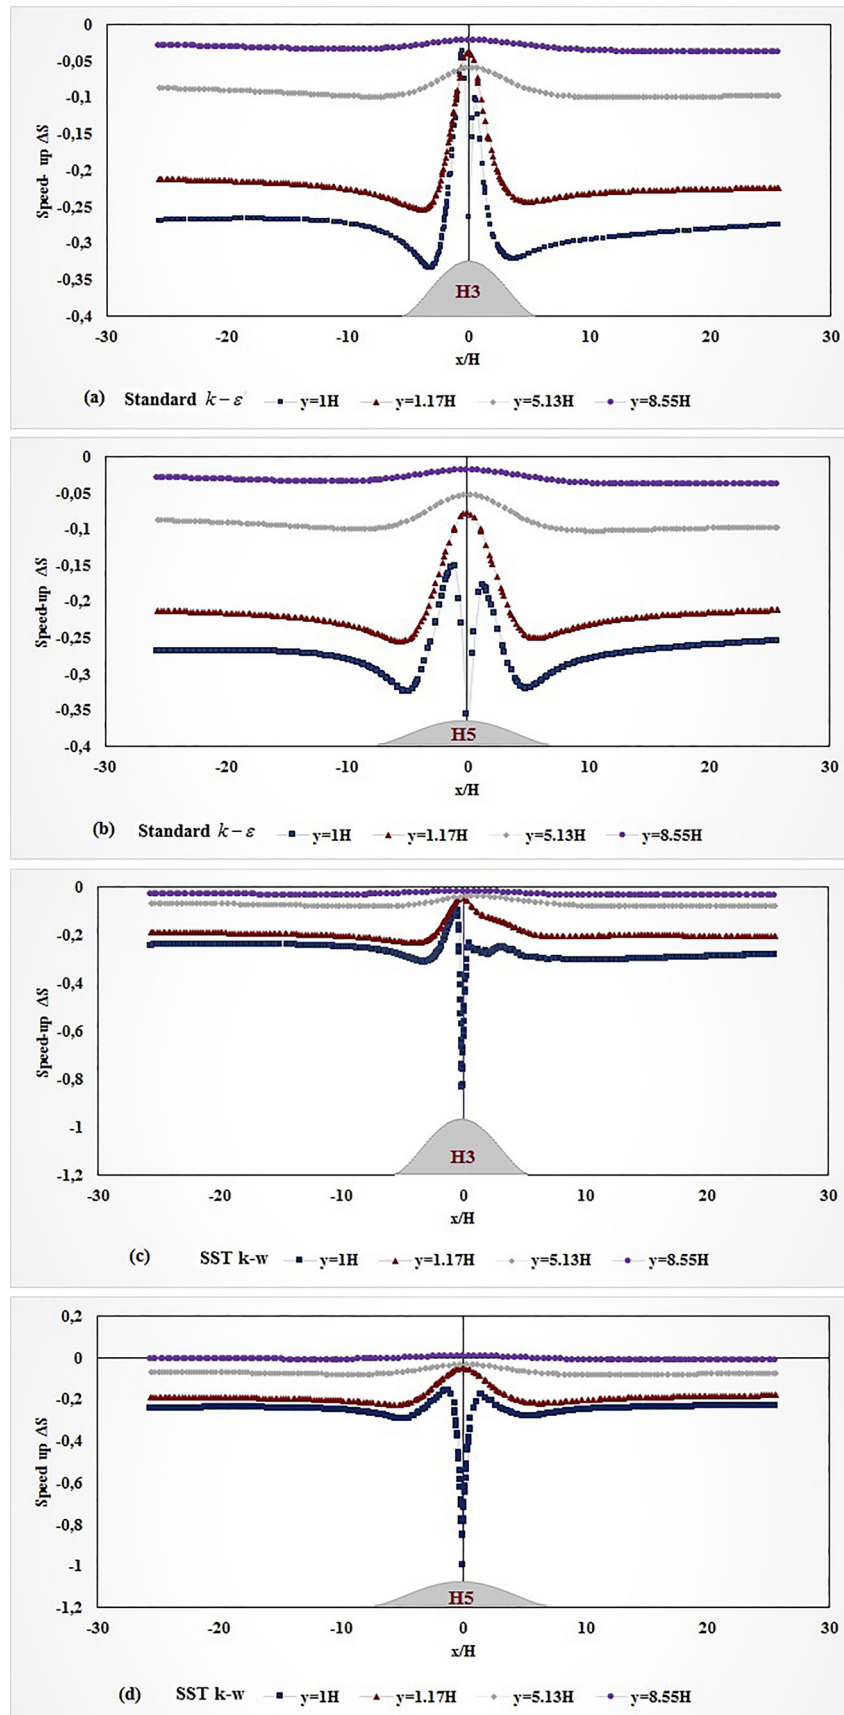 0
-0,05
-0,1
-0,15
-0,2
-0,25
-0,3
-0,35
-0,4
Speed- up ΔS
H3
-30 -20 -10 0 10 20 30
x/H
(a) Standard k − ε y=1H y=1.17H y=5.13H y=8.55H
0
-0,05
-0,1
-0,15
-0,2
-0,25
-0,3
-0,35
-0,4
Speed-up ΔS
H5
-30 -20 -10 0 10 20 30
x/H
(b) Standard k − ε y=1H y=1.17H y=5.13H y=8.55H
0
-0,2
-0,4
-0,6
-0,8
-1
-1,2
Speed-up ΔS
H3
-30 -20 -10 0 10 20 30
x/H
(c) SST k-w y=1H y=1.17H y=5.13H y=8.55H
0,2
0
-0,2
-0,4
-0,6
-0,8
-1
-1,2
Speed up ΔS
H5
-30 -20 -10 0 10 20 30
x/H
(d) SST k-w y=1H y=1.17H y=5.13H y=8.55H